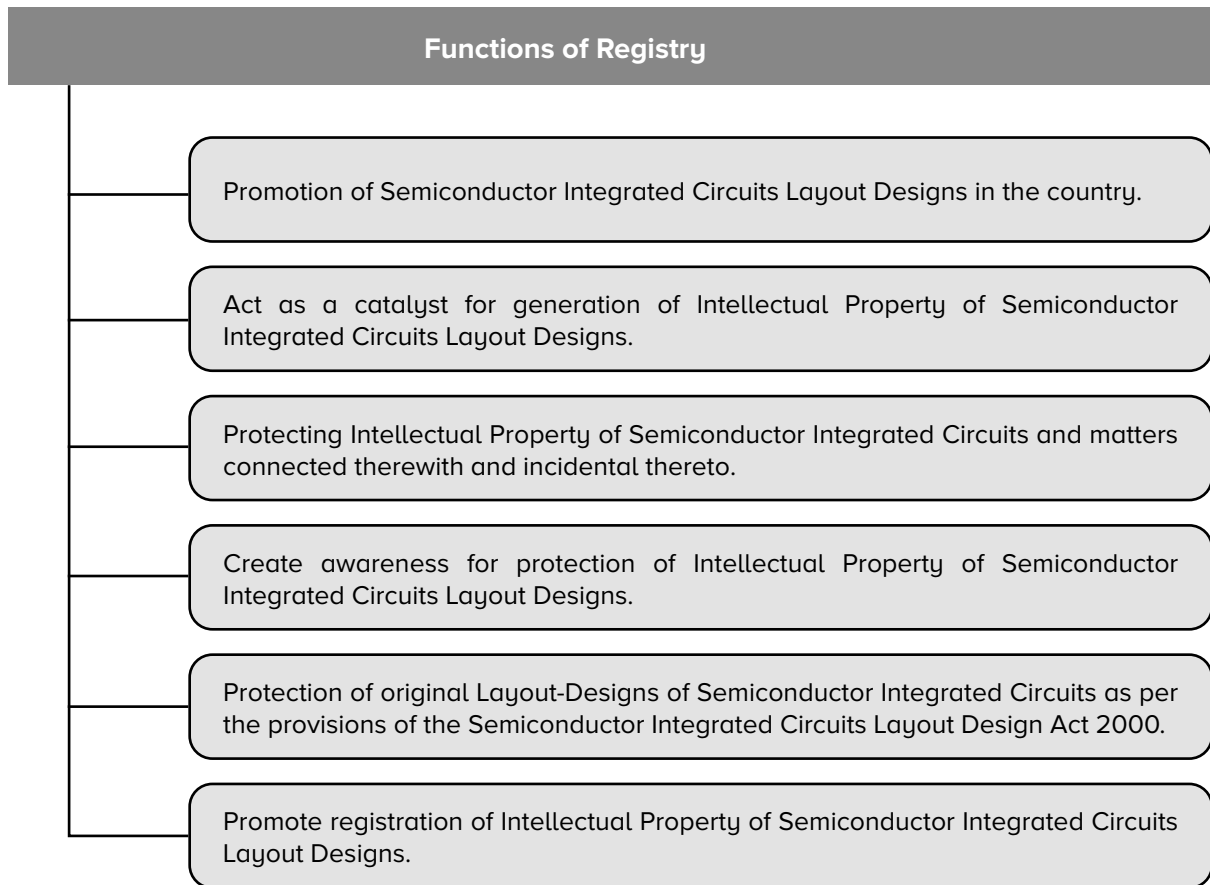 Functions of Registry
Promotion of Semiconductor Integrated Circuits Layout Designs in the country.
Act as a catalyst for generation of Intellectual Property of Semiconductor
Integrated Circuits Layout Designs.
Protecting Intellectual Property of Semiconductor Integrated Circuits and matters
connected therewith and incidental thereto.
Create awareness for protection of Intellectual Property of Semiconductor
Integrated Circuits Layout Designs.
Protection of original Layout-Designs of Semiconductor Integrated Circuits as per
the provisions of the Semiconductor Integrated Circuits Layout Design Act 2000.
Promote registration of Intellectual Property of Semiconductor Integrated Circuits
Layout Designs.